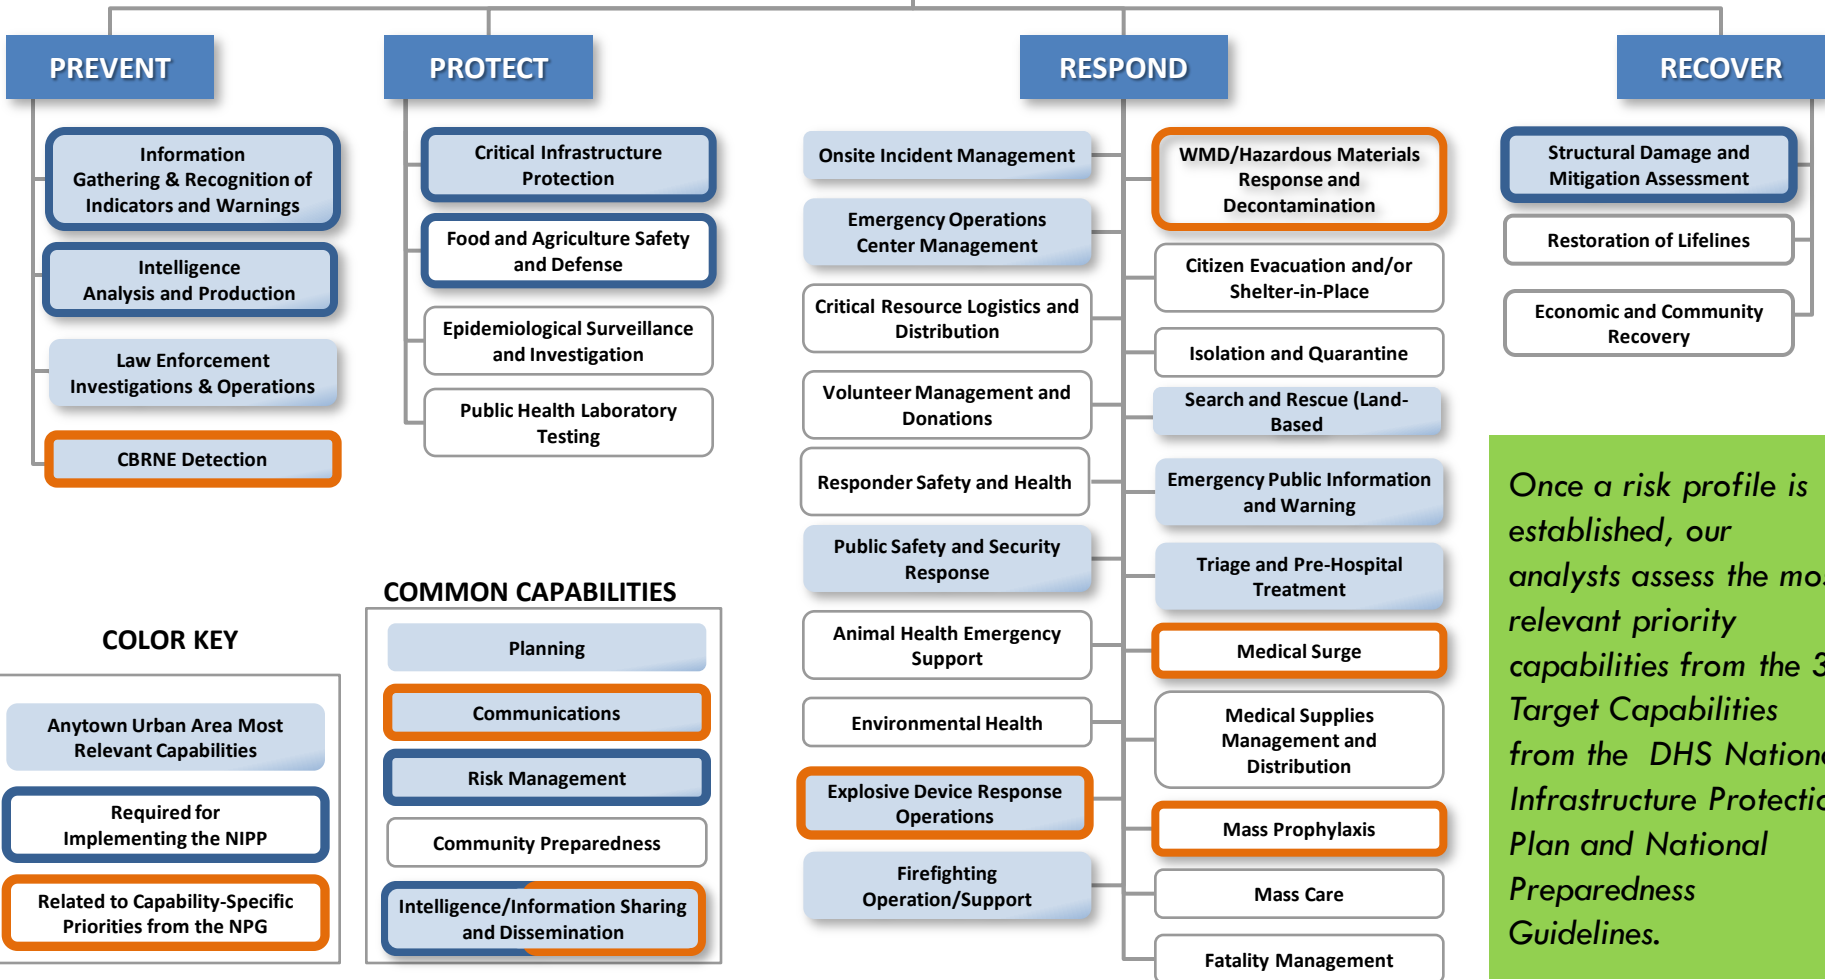 PREVENT
Information
Gathering & Recognition of
Indicators and Warnings
Intelligence
Analysis and Production
Law Enforcement
Investigations & Operations
CBRNE Detection
PROTECT
Critical Infrastructure
Protection
Food and Agriculture Safety
and Defense
Epidemiological Surveillance
and Investigation
Public Health Laboratory
Testing
RESPOND
Onsite Incident Management
Emergency Operations
Center Management
Critical Resource Logistics and
Distribution
Volunteer Management and
Donations
Responder Safety and Health
Public Safety and Security
Response
Animal Health Emergency
Support
Environmental Health
Explosive Device Response
Operations
Firefighting
Operation/Support
WMD/Hazardous Materials
Response and
Decontamination
Citizen Evacuation and/or
Shelter-in-Place
Isolation and Quarantine
Search and Rescue (Land-
Based
Emergency Public Information
and Warning
Triage and Pre-Hospital
Treatment
Medical Surge
Medical Supplies
Management and
Distribution
Mass Prophylaxis
Mass Care
Fatality Management
RECOVER
Structural Damage and
Mitigation Assessment
Restoration of Lifelines
Economic and Community
Recovery
COLOR KEY
Anytown Urban Area Most
Relevant Capabilities
Required for
Implementing the NIPP
Related to Capability-Specific
Priorities from the NPG
COMMON CAPABILITIES
Planning
Communications
Risk Management
Community Preparedness
Intelligence/Information Sharing
and Dissemination
Once a risk profile is
established, our
analysts assess the
relevant priority
capabilities from the
Target Capabilities
from the DHS
Infrastructure
Plan and National
Preparedness
Guidelines.